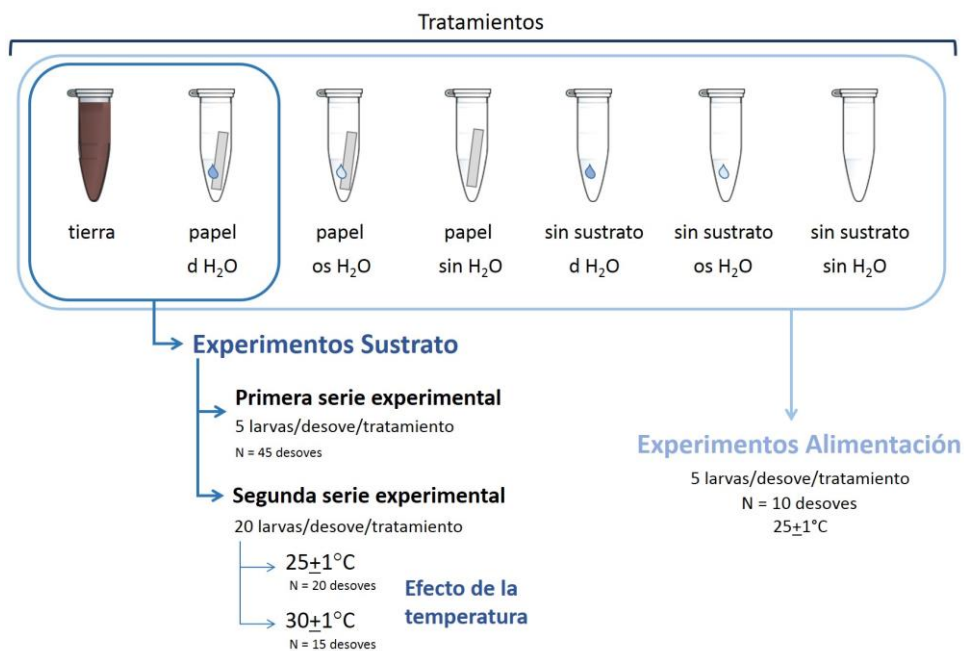 Tratamientos
tierra
papel
d H₂O
papel
os H₂O
papel
sin H₂O
sin sustrato
d H₂O
sin sustrato
os H₂O
sin sustrato
sin H₂O
Experimentos Sustrato
Primera serie experimental
5 larvas/desove/tratamiento
N = 45 desoves
Segunda serie experimental
20 larvas/desove/tratamiento
25±1°C
N = 20 desoves
30±1°C
N = 15 desoves
Efecto de la
temperatura
Experimentos Alimentación
5 larvas/desove/tratamiento
N = 10 desoves
25±1°C